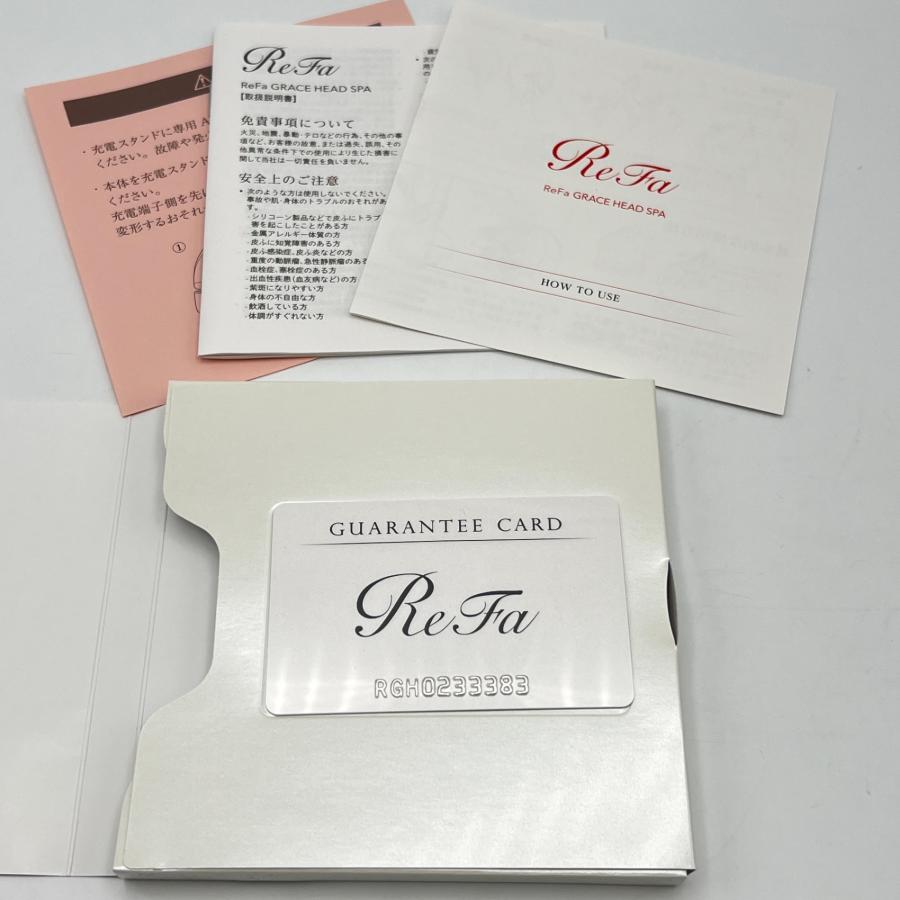 ・充電スタンドに専用A
ください。故障や発火
・本体を充電スタンド
ください。
充電端子側を先に
変形するおそれ
①
ReFa
ReFa GRACE HEAD SPA
【取扱説明書】
免責事項について
火災、地震、暴動・テロなどの行為、その他の事
項など、お客様の故意、または過失、誤用、その
他異常な条件下での使用により生じた損害に
関して当社は一切責任を負いません。
安全上のご注意
・次のような方は使用しないでください。
事故や肌・身体のトラブルのおそれがあ
す。
-シリコーン製品などで皮ふにトラブ
害を起こしたことがある方
-金属アレルギー体質の方
-皮ふに知覚障害のある方
-皮ふ感染症、皮ふ炎などの方
-重度の動脈瘤、急性静脈瘤のある
-血栓症、塞栓症のある方
-出血性疾患（血友病など）の方
-紫斑になりやすい方
-身体の不自由な方
-飲酒している方
-体調がすぐれない方
ReFa
ReFa GRACE HEAD SPA
HOW TO USE
GUARANTEE CARD
ReFa
RGH0233383